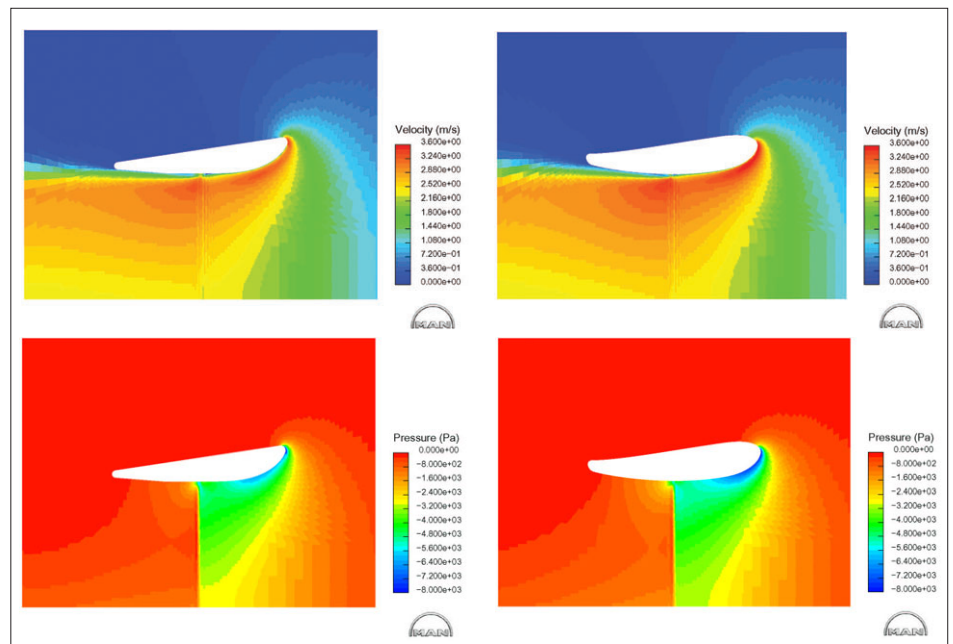 Velocity (m/s)
3.600e+00
3.240e+00
2.880e+00
2.520e+00
2.160e+00
1.800e+00
1.440e+00
1.080e+00
7.200e−01
3.600e−01
0.000e+00
MAN
Velocity (m/s)
3.600e+00
3.240e+00
2.880e+00
2.520e+00
2.160e+00
1.800e+00
1.440e+00
1.080e+00
7.200e−01
3.600e−01
0.000e+00
MAN
Pressure (Pa)
0.000e+00
−8.000e+02
−1.600e+03
−2.400e+03
−3.200e+03
−4.000e+03
−4.800e+03
−5.600e+03
−6.400e+03
−7.200e+03
−8.000e+03
MAN
Pressure (Pa)
0.000e+00
−8.000e+02
−1.600e+03
−2.400e+03
−3.200e+03
−4.000e+03
−4.800e+03
−5.600e+03
−6.400e+03
−7.200e+03
−8.000e+03
MAN